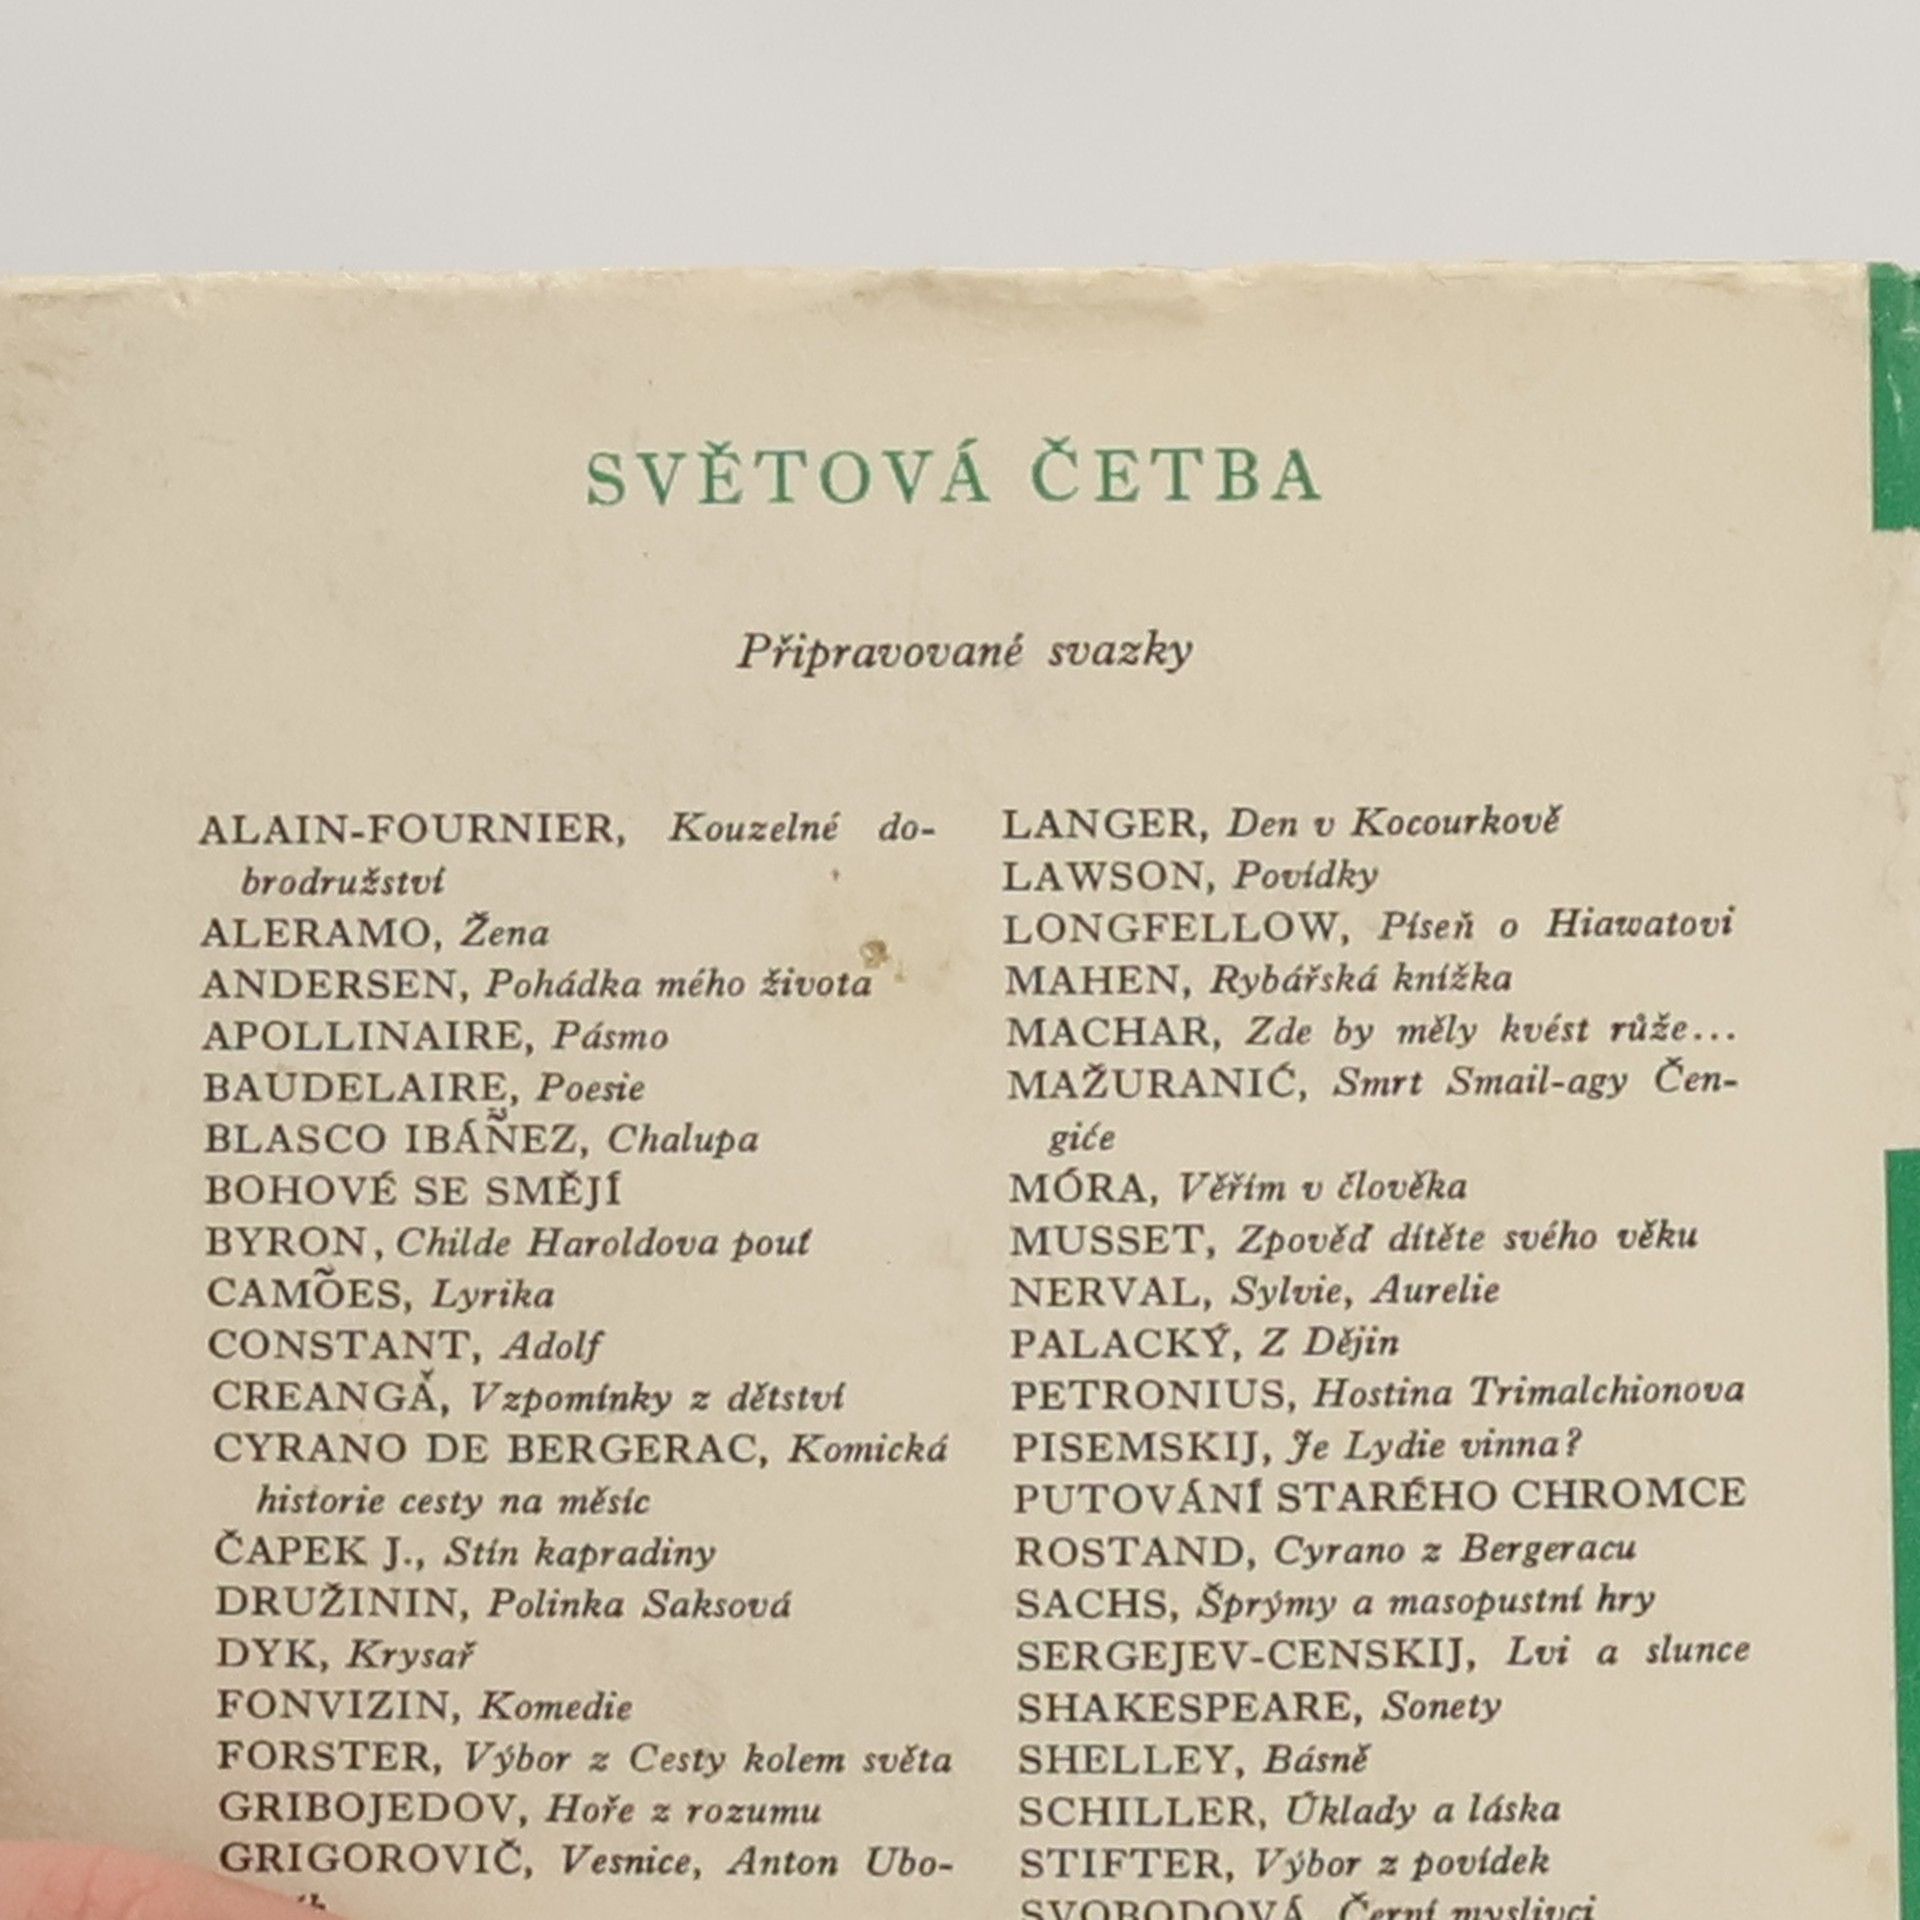 SVĚTOVÁ ČETBA
Připravované svazky
ALAIN-FOURNIER, Kouzelné do-
brodružství
ALERAMO, Žena
ANDERSEN, Pohádka mého života
APOLLINAIRE, Pásmo
BAUDELAIRE, Poesie
BLASCO IBÁÑEZ, Chalupa
BOHOVÉ SE SMĚJÍ
BYRON, Childe Haroldova pouť
CAMÕES, Lyrika
CONSTANT, Adolf
CREANGĂ, Vzpomínky z dětství
CYRANO DE BERGERAC, Komická
historie cesty na měsíc
ČAPEK J., Stín kapradiny
DRUŽININ, Polinka Saksová
DYK, Krysař
FONVIZIN, Komedie
FORSTER, Výbor z Cesty kolem světa
GRIBOJEDOV, Hoře z rozumu
GRIGOROVIČ, Vesnice, Anton Ubo-
LANGER, Den v Kocourkově
LAWSON, Povídky
LONGFELLOW, Píseň o Hiawatovi
MAHEN, Rybářská knížka
MACHAR, Zde by měly kvést růže...
MAŽURANIĆ, Smrt Smail-agy Čen-
giće
MÓRA, Věřím v člověka
MUSSET, Zpověď dítěte svého věku
NERVAL, Sylvie, Aurelie
PALACKÝ, Z Dějin
PETRONIUS, Hostina Trimalchionova
PISEMSKIJ, Je Lydie vinna?
PUTOVÁNÍ STARÉHO CHROMCE
ROSTAND, Cyrano z Bergeracu
SACHS, Šprýmy a masopustní hry
SERGEJEV-CENSKIJ, Lvi a slunce
SHAKESPEARE, Sonety
SHELLEY, Básně
SCHILLER, Úklady a láska
STIFTER, Výbor z povídek
SVOBODOVÁ, Černí myslivci